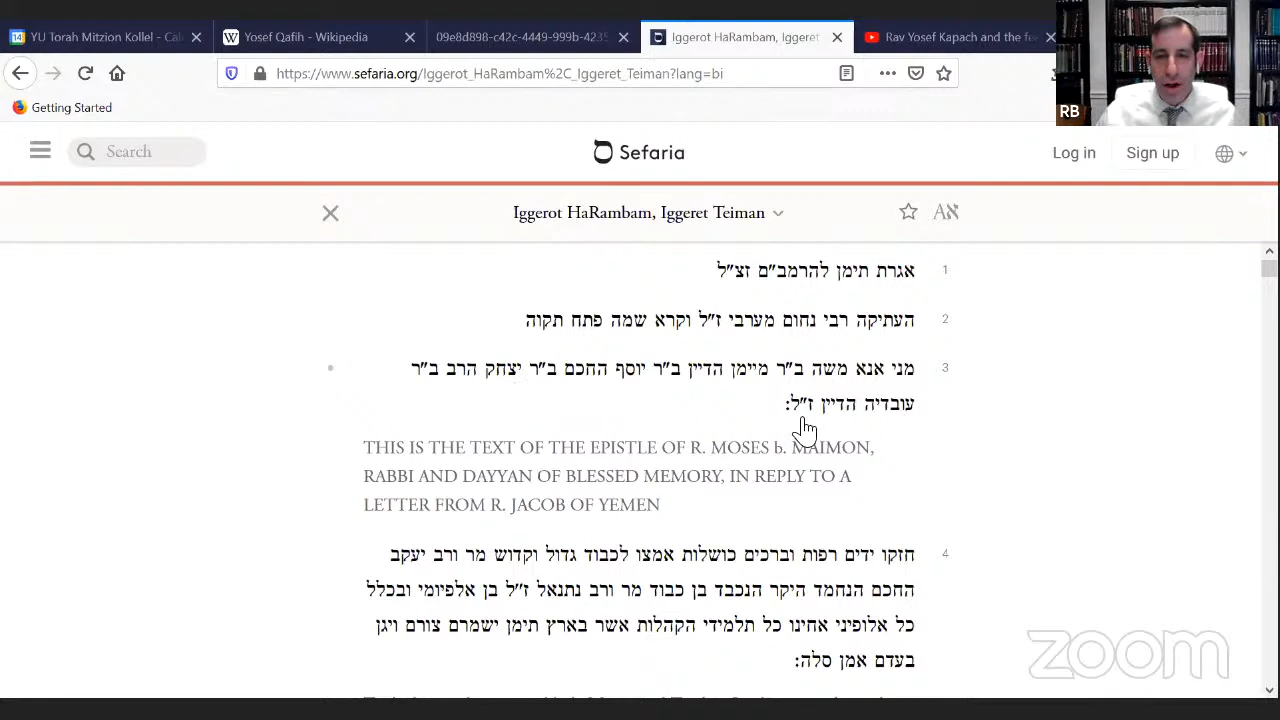 YU Torah Mitzion Kollel - Cal
Yosef Qafih - Wikipedia
09e8d896-c42c-4449-999b-4235
Iggerot HaRambam, Iggeret
Rav Yosef Kapach and the fe
https://www.sefaria.org/Iggerot_HaRambam%2C_Iggeret_Teiman?lang=bi
Getting Started
RB
Search
Sefaria
Log in
Sign up
Iggerot HaRambam, Iggeret Teiman
אגרת תימן להרמב"ם זצ"ל 1
העתיקה רבי נחום מערבי ז"ל וקרא שמה פתח תקוה 2
מני אנא משה ב"ר מיימן הדיין ב"ר יוסף החכם ב"ר יצחק הרב ב"ר 3
עובדיה הדיין ז"ל:
THIS IS THE TEXT OF THE EPISTLE OF R. MOSES b. MAIMON,
RABBI AND DAYYAN OF BLESSED MEMORY, IN REPLY TO A
LETTER FROM R. JACOB OF YEMEN
חזקו ידים רפות וברכים כושלות אמצו לכבוד גדול וקדוש מר ורב יעקב 4
החכם הנחמד היקר הנכבד בן כבוד מר ורב נתנאל ז"ל בן אלפיומי ובכלל
כל אלופיני אחינו כל תלמידי הקהלות אשר בארץ תימן ישמרם צורם ויגן
בעדם אמן סלה:
zoom